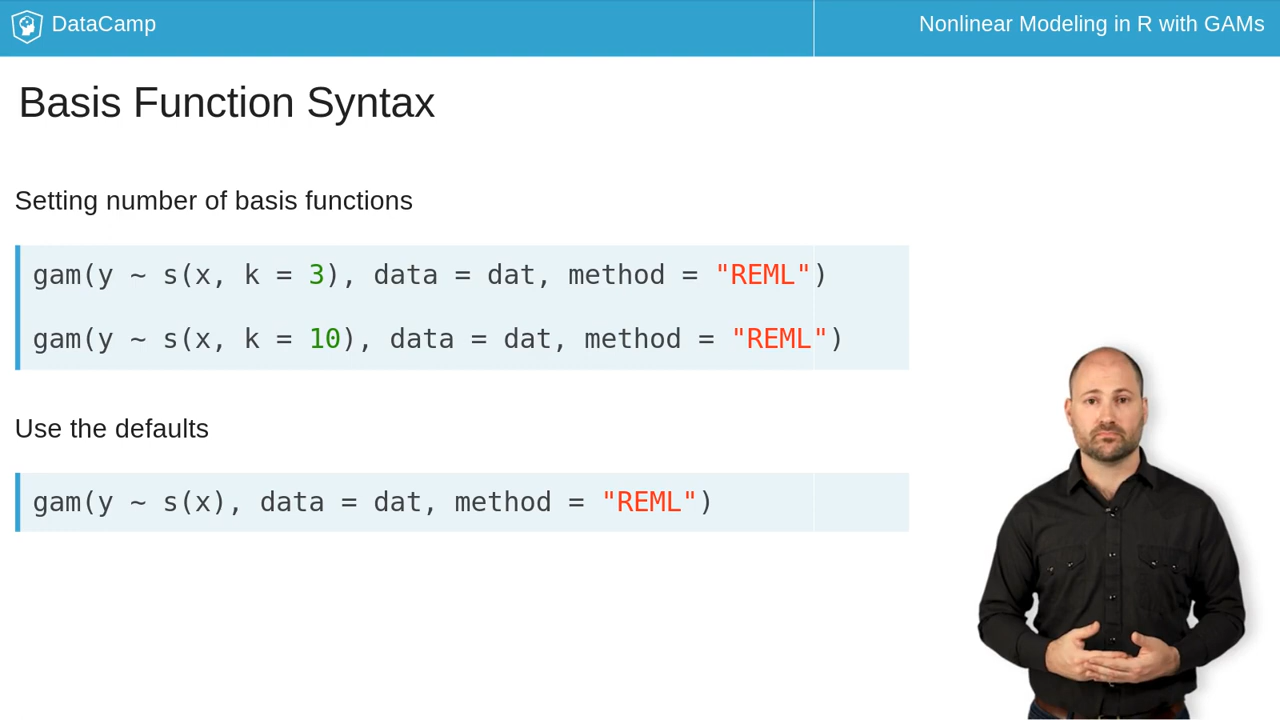 DataCamp
Nonlinear Modeling in R with GAMs
Basis Function Syntax
Setting number of basis functions
gam(y ~ s(x, k = 3), data = dat, method = "REML")
gam(y ~ s(x, k = 10), data = dat, method = "REML")
Use the defaults
gam(y ~ s(x), data = dat, method = "REML")